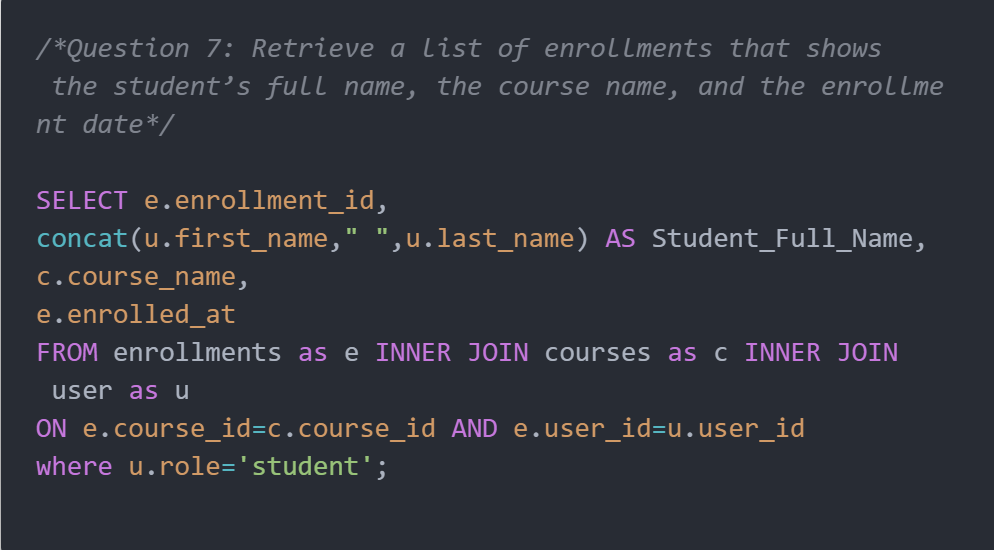 /*Question 7: Retrieve a list of enrollments that shows
the student’s full name, the course name, and the enrollme
nt date*/
SELECT e.enrollment_id,
concat(u.first_name," ",u.last_name) AS Student_Full_Name,
c.course_name,
e.enrolled_at
FROM enrollments as e INNER JOIN courses as c INNER JOIN
user as u
ON e.course_id=c.course_id AND e.user_id=u.user_id
where u.role='student';